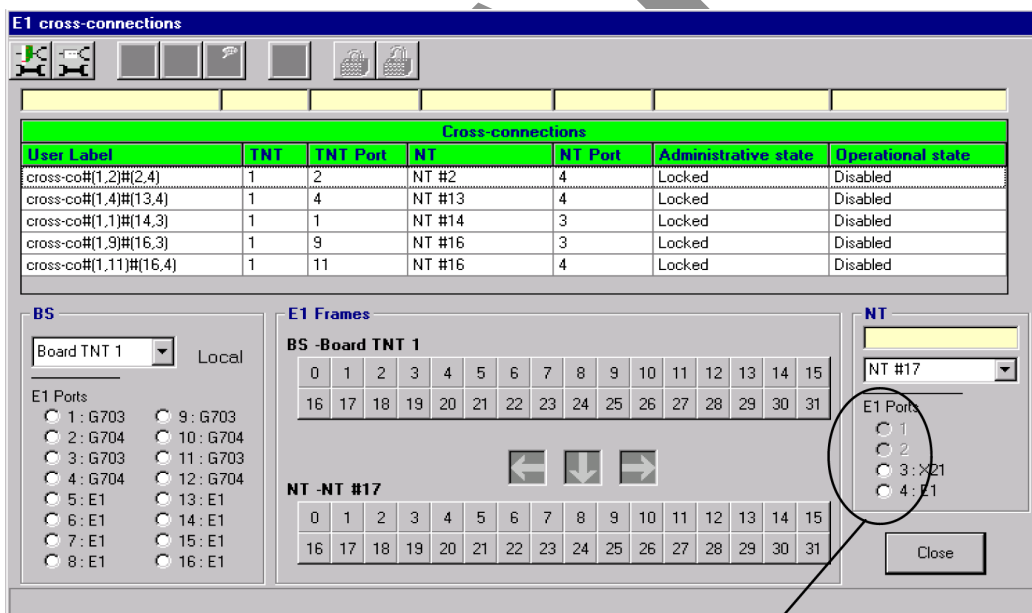 E1 cross-connections
Cross-connections
User Label TNT TNT Port NT NT Port Administrative state Operational state
cross-co#(1,2)#(2,4) 1 2 NT #2 4 Locked Disabled
cross-co#(1,4)#(13,4) 1 4 NT #13 4 Locked Disabled
cross-co#(1,1)#(14,3) 1 1 NT #14 3 Locked Disabled
cross-co#(1,9)#(16,3) 1 9 NT #16 3 Locked Disabled
cross-co#(1,11)#(16,4) 1 11 NT #16 4 Locked Disabled
BS
Board TNT 1 Local
E1 Ports
1 : G703 9 : G703
2 : G704 10 : G704
3 : G703 11 : G703
4 : G704 12 : G704
5 : E1 13 : E1
6 : E1 14 : E1
7 : E1 15 : E1
8 : E1 16 : E1
E1 Frames
BS -Board TNT 1
0 1 2 3 4 5 6 7 8 9 10 11 12 13 14 15
16 17 18 19 20 21 22 23 24 25 26 27 28 29 30 31
NT -NT #17
0 1 2 3 4 5 6 7 8 9 10 11 12 13 14 15
16 17 18 19 20 21 22 23 24 25 26 27 28 29 30 31
NT
NT #17
E1 Ports
1
2
3 : X21
4 : E1
Close